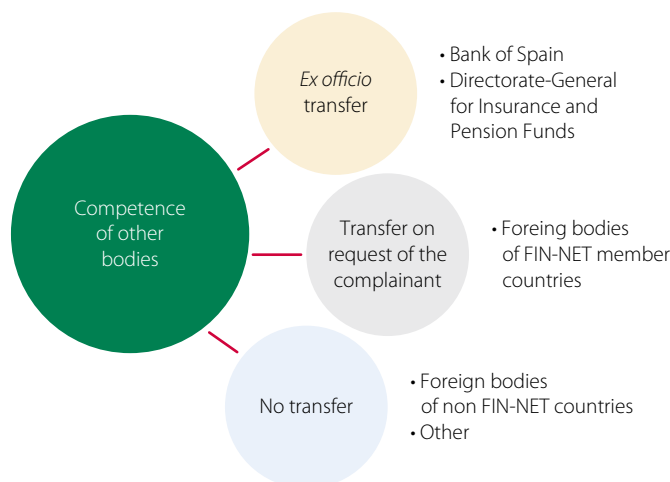 Competence
of other
bodies
Ex officio
transfer
• Bank of Spain
• Directorate-General
for Insurance and
Pension Funds
Transfer on
request of the
complainant
• Foreing bodies
of FIN-NET member
countries
No transfer
• Foreign bodies
of non FIN-NET countries
• Other